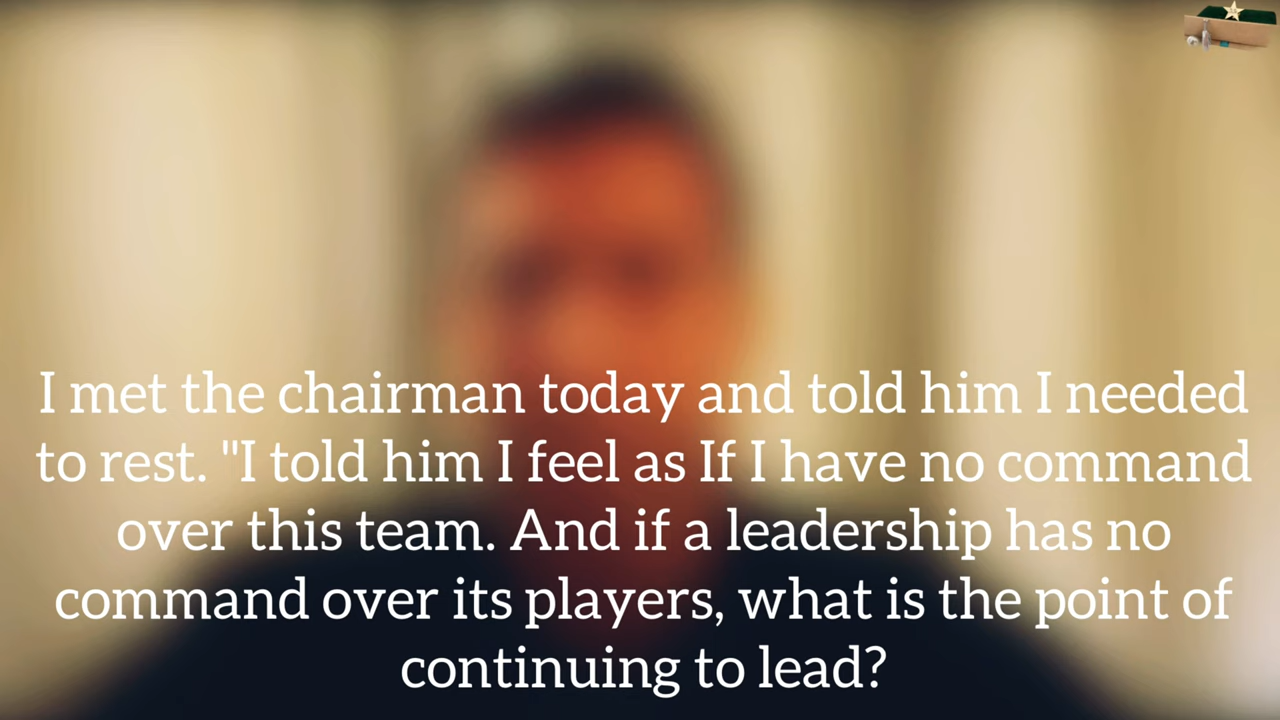 I met the chairman today and told him I needed
to rest. "I told him I feel as If I have no command
over this team. And if a leadership has no
command over its players, what is the point of
continuing to lead?